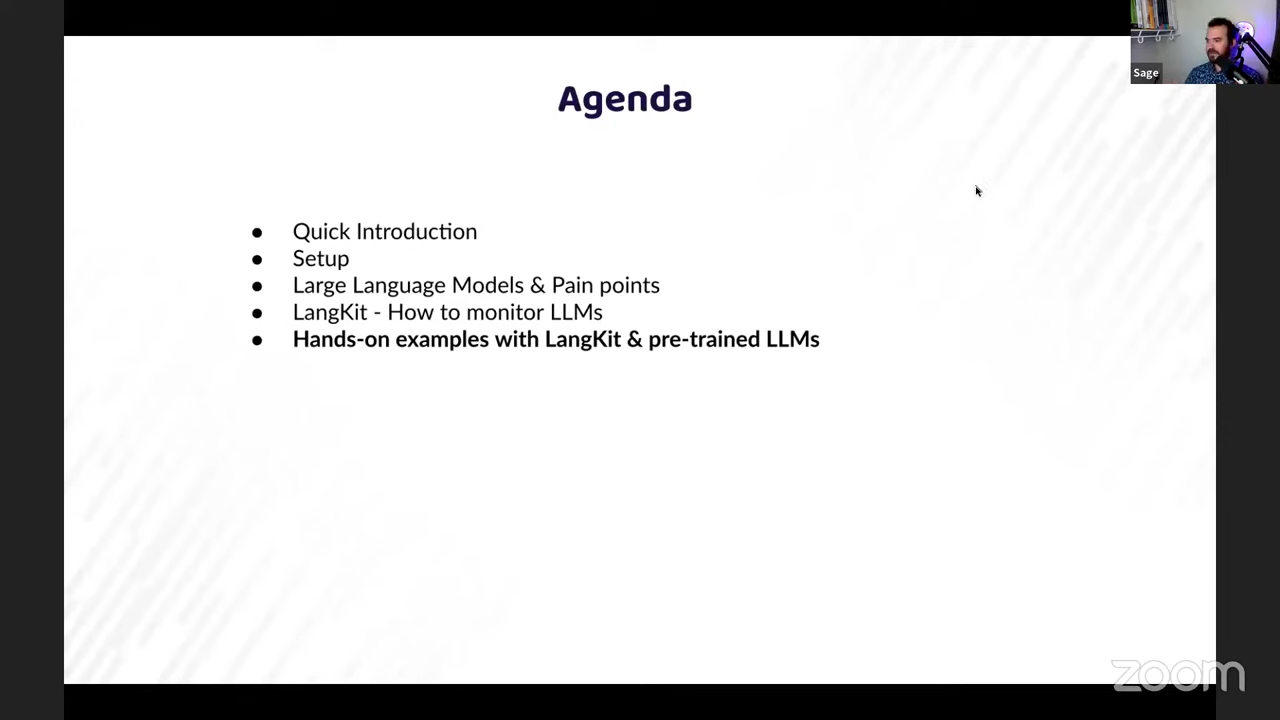 Agenda
Sage
● Quick Introduction
● Setup
● Large Language Models & Pain points
● LangKit - How to monitor LLMs
● Hands-on examples with LangKit & pre-trained LLMs
zoom